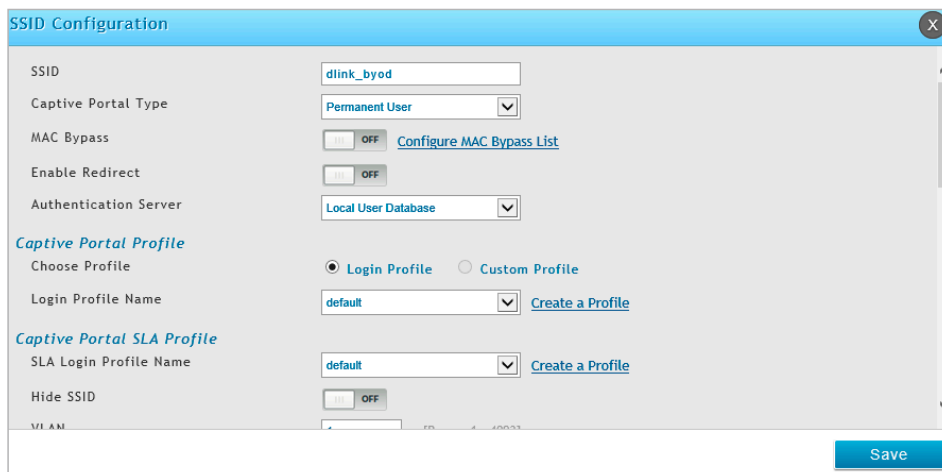 SSID Configuration
X
SSID dlink_byod
Captive Portal Type Permanent User
MAC Bypass OFF Configure MAC Bypass List
Enable Redirect OFF
Authentication Server Local User Database
Captive Portal Profile
Choose Profile Login Profile Custom Profile
Login Profile Name default Create a Profile
Captive Portal SLA Profile
SLA Login Profile Name default Create a Profile
Hide SSID OFF
VLAN
Save